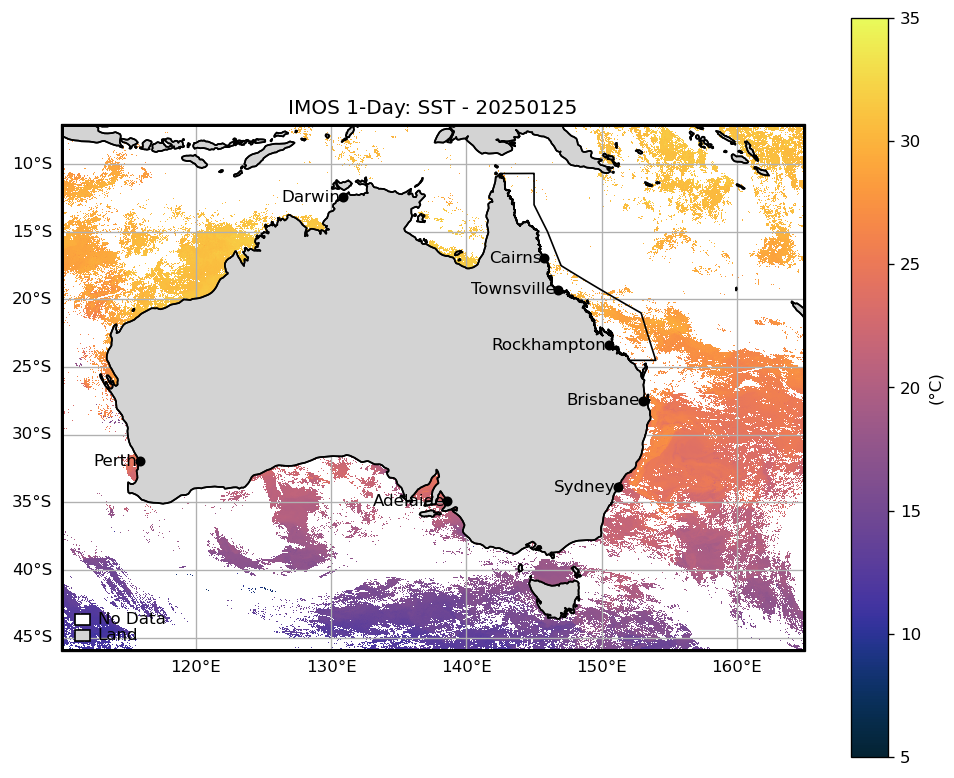 IMOS 1-Day: SST - 20250125
35
30
25
20
15
10
5
(°C)
10°S
15°S
20°S
25°S
30°S
35°S
40°S
45°S
Darwin
Cairns
Townsville
Rockhampton
Brisbane
Perth
Sydney
Adelaide
No Data
Land
120°E
130°E
140°E
150°E
160°E